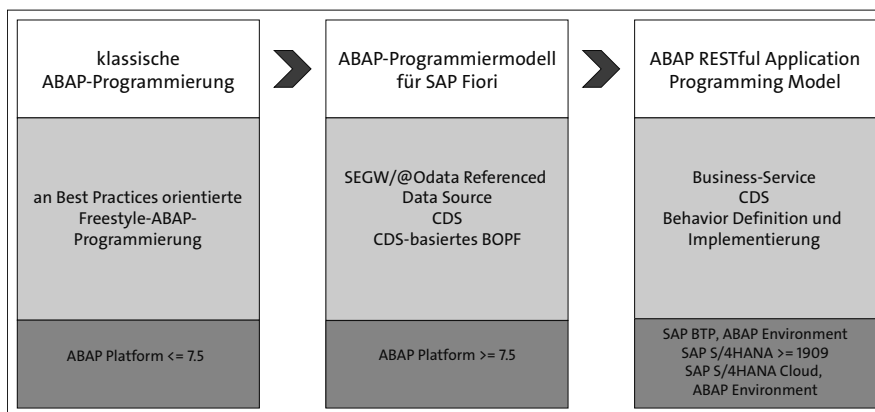 klassische
ABAP-Programmierung
an Best Practices orientierte
Freestyle-ABAP-
Programmierung
ABAP Platform <= 7.5
ABAP-Programmiermodell
für SAP Fiori
SEGW/@Odata Referenced
Data Source
CDS
CDS-basiertes BOPF
ABAP Platform >= 7.5
ABAP RESTful Application
Programming Model
Business-Service
CDS
Behavior Definition und
Implementierung
SAP BTP, ABAP Environment
SAP S/4HANA >= 1909
SAP S/4HANA Cloud,
ABAP Environment